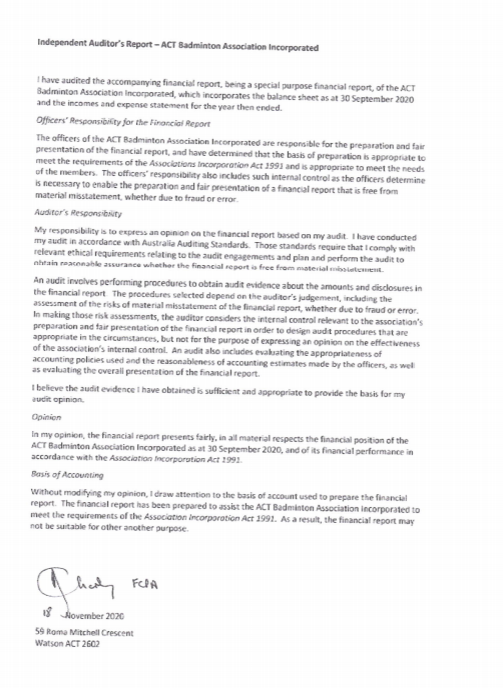 Independent Auditor's Report – ACT Badminton Association Incorporated
I have audited the accompanying financial report, being a special purpose financial report, of the ACT
Badminton Association Incorporated, which incorporates the balance sheet as at 30 September 2020
and the incomes and expense statement for the year then ended.
Officers' Responsibility for the Financial Report
The officers of the ACT Badminton Association Incorporated are responsible for the preparation and fair
presentation of the financial report, and have determined that the basis of preparation is appropriate to
meet the requirements of the Associations Incorporation Act 1991 and is appropriate to meet the needs
of the members. The officers' responsibility also includes such internal control as the officers determine
is necessary to enable the preparation and fair presentation of a financial report that is free from
material misstatement, whether due to fraud or error.
Auditor's Responsibility
My responsibility is to express an opinion on the financial report based on my audit. I have conducted
my audit in accordance with Australia Auditing Standards. Those standards require that I comply with
relevant ethical requirements relating to the audit engagements and plan and perform the audit to
obtain reasonable assurance whether the financial report is free from material misstatement.
An audit involves performing procedures to obtain audit evidence about the amounts and disclosures in
the financial report. The procedures selected depend on the auditor's judgement, including the
assessment of the risks of material misstatement of the financial report, whether due to fraud or error.
In making those risk assessments, the auditor considers the internal control relevant to the association's
preparation and fair presentation of the financial report in order to design audit procedures that are
appropriate in the circumstances, but not for the purpose of expressing an opinion on the effectiveness
of the association's internal control. An audit also includes evaluating the appropriateness of
accounting policies used and the reasonableness of accounting estimates made by the officers, as well
as evaluating the overall presentation of the financial report.
I believe the audit evidence I have obtained is sufficient and appropriate to provide the basis for my
audit opinion.
Opinion
In my opinion, the financial report presents fairly, in all material respects the financial position of the
ACT Badminton Association Incorporated as at 30 September 2020, and of its financial performance in
accordance with the Association Incorporation Act 1991.
Basis of Accounting
Without modifying my opinion, I draw attention to the basis of account used to prepare the financial
report. The financial report has been prepared to assist the ACT Badminton Association Incorporated to
meet the requirements of the Association Incorporation Act 1991. As a result, the financial report may
not be suitable for other another purpose.
FCPA
18 November 2020
59 Roma Mitchell Crescent
Watson ACT 2602